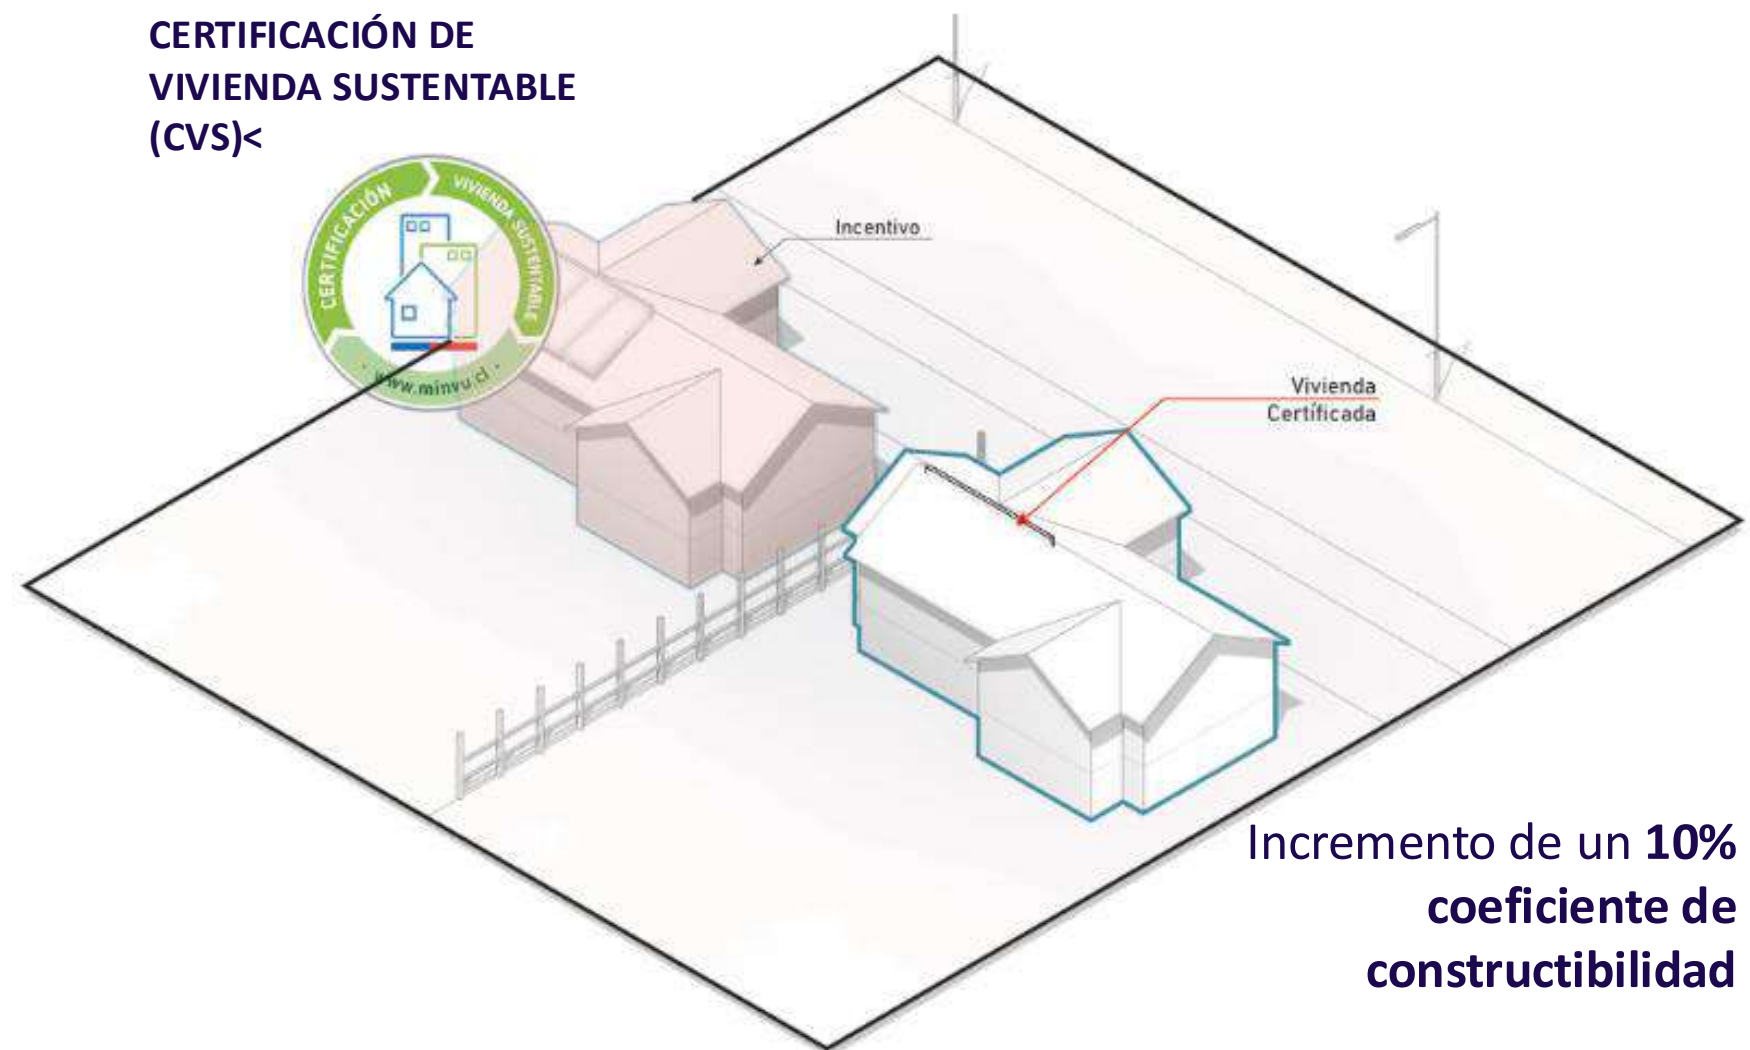 CERTIFICACIÓN DE
VIVIENDA SUSTENTABLE
(CVS)<
CERTIFICACIÓN
VIVIENDA SUSTENTABLE
· www.minvu.cl ·
Incentivo
Vivienda
Certíficada
Incremento de un 10%
coeficiente de
constructibilidad